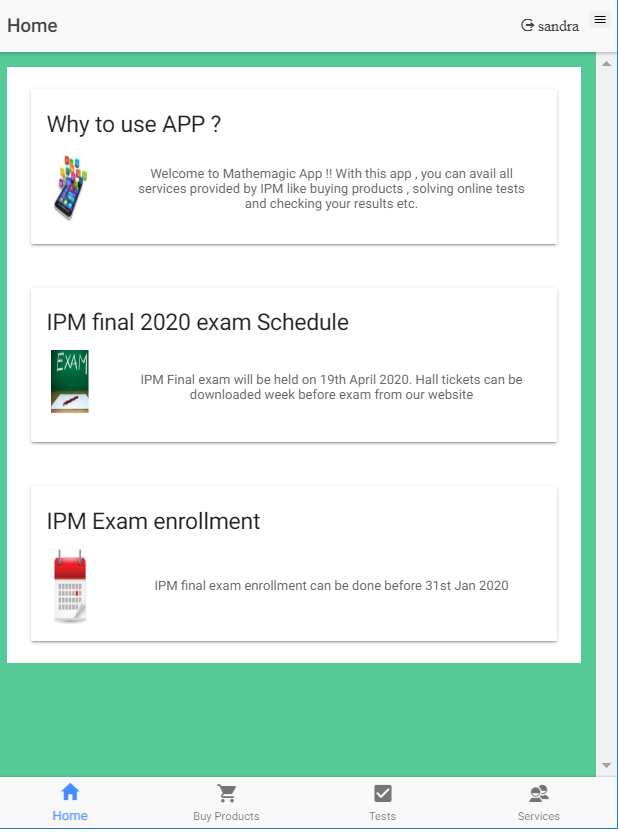 Home
sandra
Why to use APP ?
Welcome to Mathemagic App !! With this app , you can avail all
services provided by IPM like buying products , solving online tests
and checking your results etc.
IPM final 2020 exam Schedule
EXAM
IPM Final exam will be held on 19th April 2020. Hall tickets can be
downloaded week before exam from our website
IPM Exam enrollment
IPM final exam enrollment can be done before 31st Jan 2020
Home
Buy Products
Tests
Services